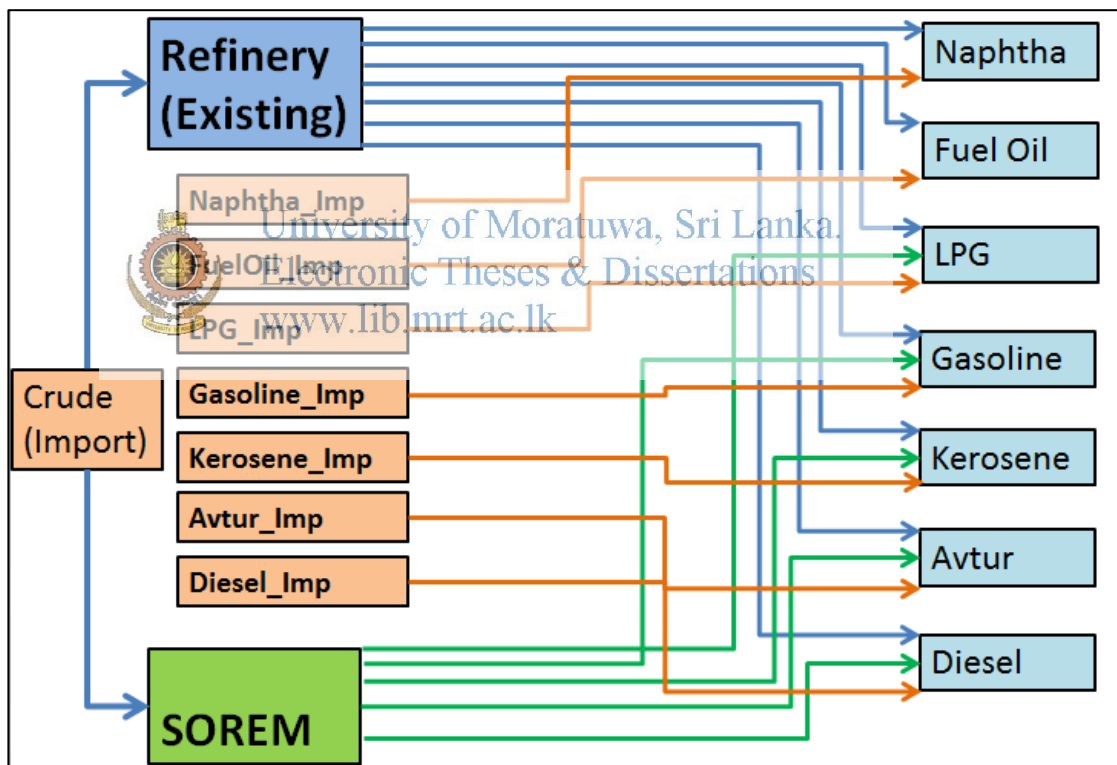 Refinery
(Existing)
Naphtha_Imp
FuelOil_Imp
LPG_Imp
Gasoline_Imp
Kerosene_Imp
Avtur_Imp
Diesel_Imp
Crude
(Import)
SOREM
Naphtha
Fuel Oil
LPG
Gasoline
Kerosene
Avtur
Diesel
University of Moratuwa, Sri Lanka.
Electronic Theses & Dissertations
www.lib.mrt.ac.lk